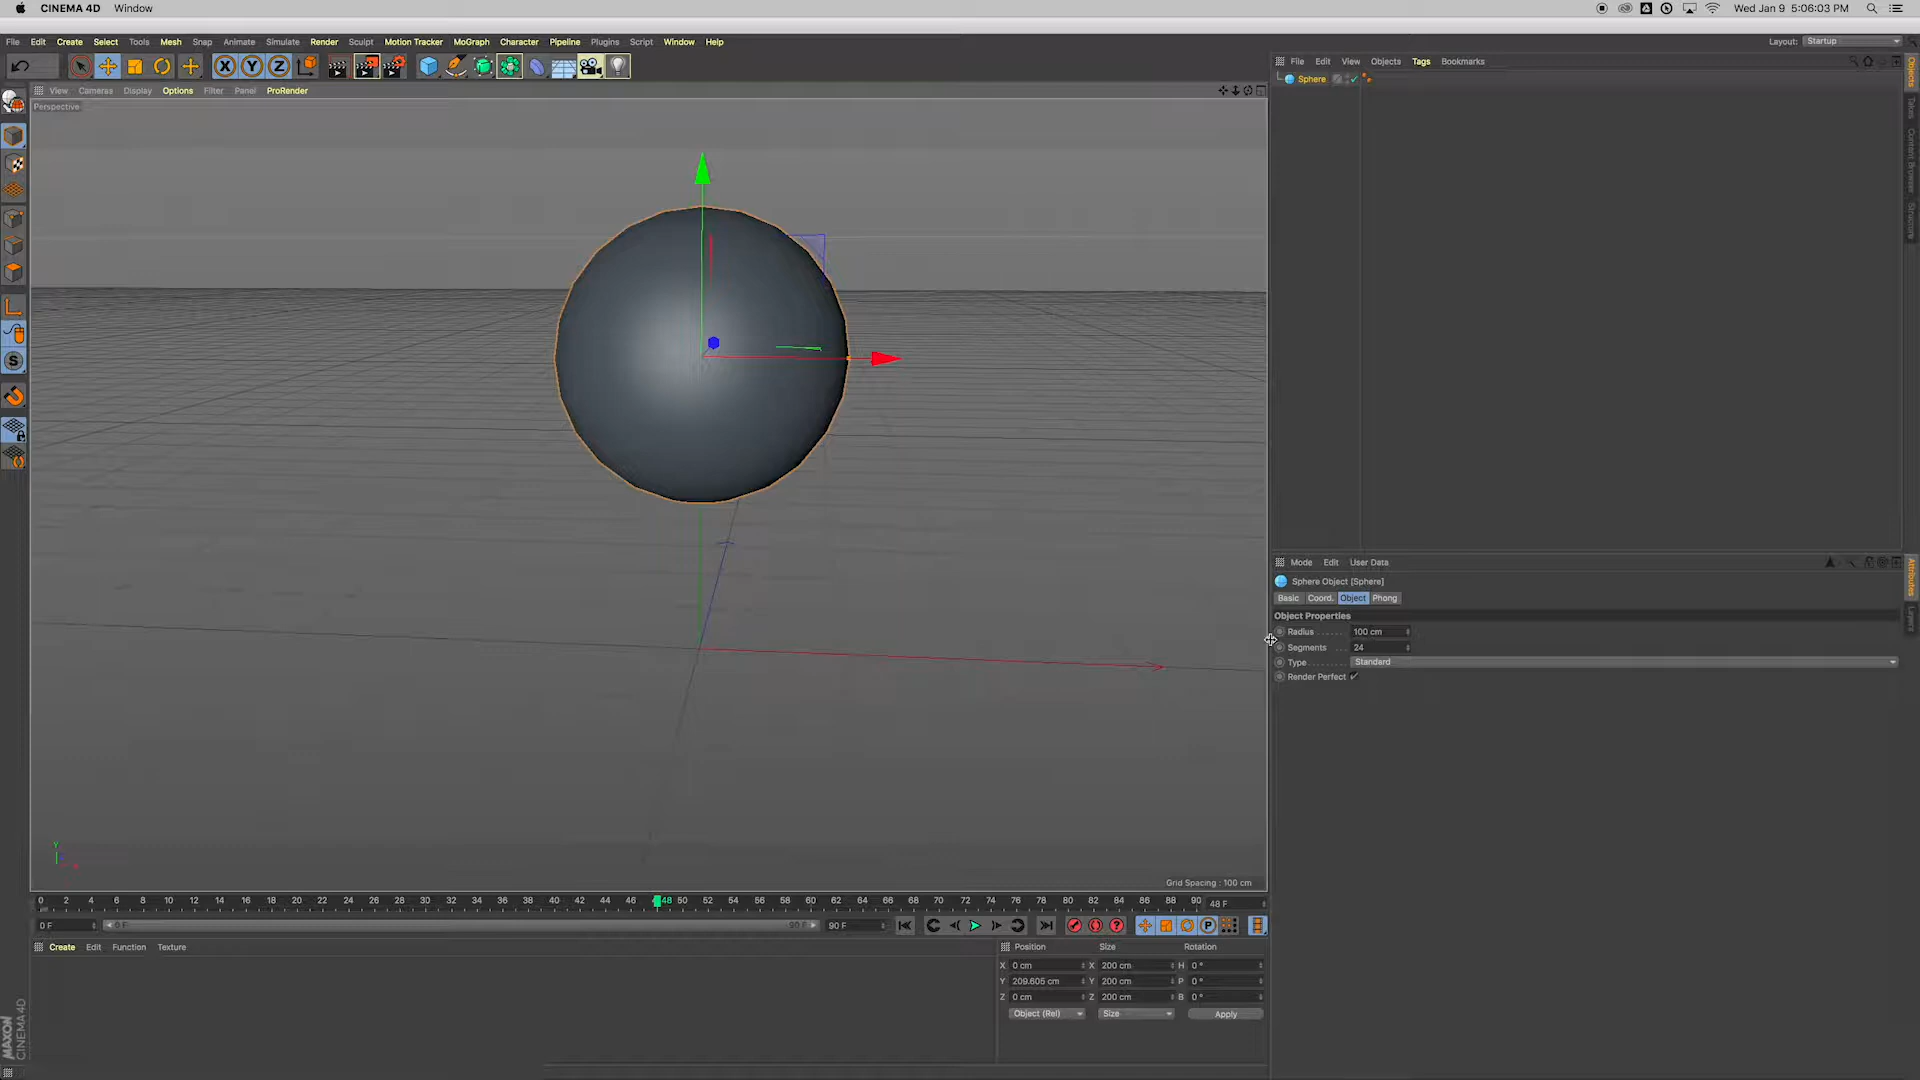 CINEMA 4D Window
Wed Jan 9 5:06:03 PM
File Edit Create Select Tools Mesh Snap Animate Simulate Render Sculpt Motion Tracker MoGraph Character Pipeline Plugins Script Window Help
Layout: Startup
X Y Z
File Edit View Objects Tags Bookmarks
View Cameras Display Options Filter Panel ProRender
Sphere
Perspective
Objects
Takes
Content Browser
Structure
S
Mode Edit User Data
Sphere Object [Sphere]
Basic Coord. Object Phong
Object Properties
Radius 100 cm
Segments 24
Type Standard
Render Perfect
Attributes
Layers
Y
X
Grid Spacing : 100 cm
0 2 4 6 8 10 12 14 16 18 20 22 24 26 28 30 32 34 36 38 40 42 44 46 48 50 52 54 56 58 60 62 64 66 68 70 72 74 76 78 80 82 84 86 88 90 48 F
0 F 0 F 90 F 90 F
P
Create Edit Function Texture
Position Size Rotation
X 0 cm X 200 cm H 0 °
Y 209.605 cm Y 200 cm P 0 °
Z 0 cm Z 200 cm B 0 °
Object (Rel) Size Apply
MAXON
CINEMA 4D